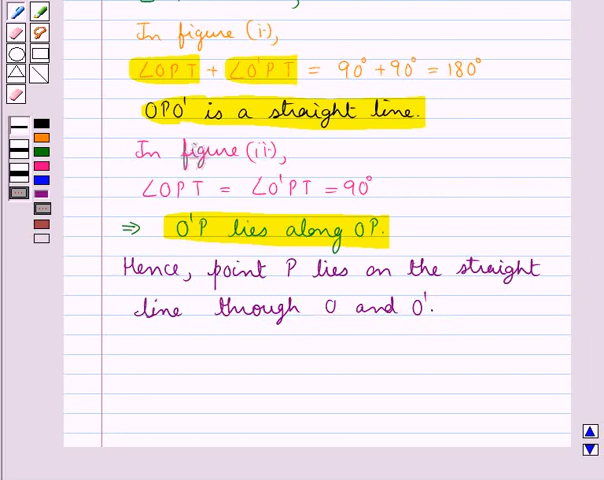 In figure (i),
∠OPT + ∠O'PT = 90° + 90° = 180°
OPO' is a straight line.
In figure (ii),
∠OPT = ∠O'PT = 90°
⇒ O'P lies along OP.
Hence, point P lies on the straight
line through O and O'.